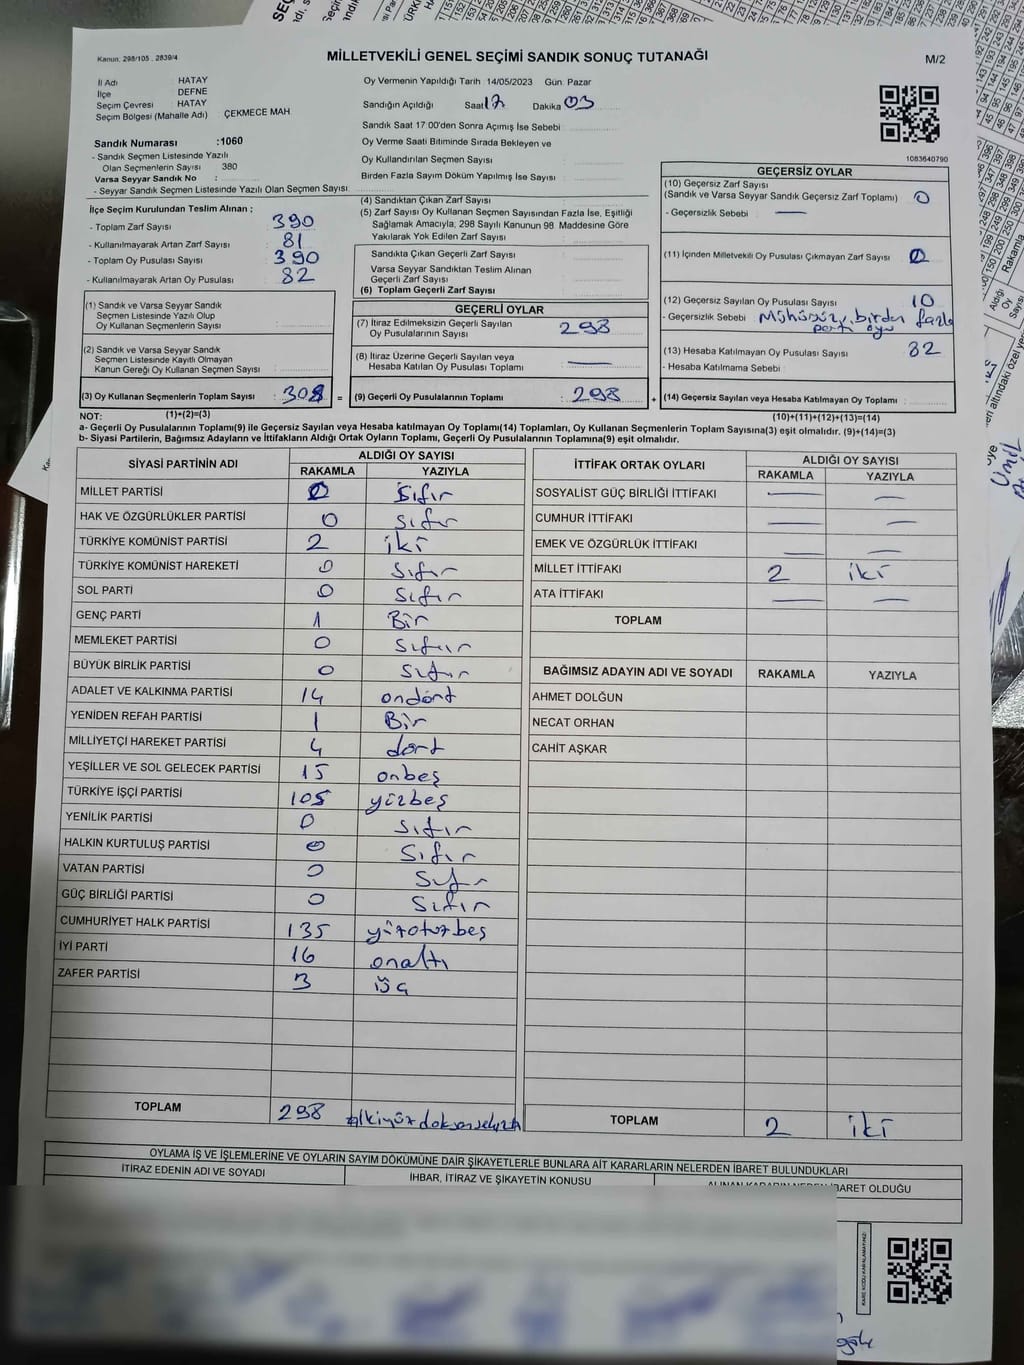 Kanun: 298/105 , 2839/4
MİLLETVEKİLİ GENEL SEÇİMİ SANDIK SONUÇ TUTANAĞI
M/2
İl Adı HATAY
İlçe DEFNE
Seçim Çevresi HATAY
Seçim Bölgesi (Mahalle Adı) ÇEKMECE MAH
Sandık Numarası :1060
- Sandık Seçmen Listesinde Yazılı
Olan Seçmenlerin Sayısı 380
Varsa Seyyar Sandık No :
- Seyyar Sandık Seçmen Listesinde Yazılı Olan Seçmen Sayısı
Oy Vermenin Yapıldığı Tarih 14/05/2023 Gün: Pazar
Sandığın Açıldığı Saat 17 Dakika 03
Sandık Saat 17:00'den Sonra Açımış İse Sebebi :
Oy Verme Saati Bitiminde Sırada Bekleyen ve
Oy Kullandırılan Seçmen Sayısı :
Birden Fazla Sayım Döküm Yapılmış İse Sayısı :
1083640790
İlçe Seçim Kurulundan Teslim Alınan ;
- Toplam Zarf Sayısı : 390
- Kullanılmayarak Artan Zarf Sayısı : 81
- Toplam Oy Pusulası Sayısı : 390
- Kullanılmayarak Artan Oy Pusulası : 82
(1) Sandık ve Varsa Seyyar Sandık
Seçmen Listesinde Yazılı Olup
Oy Kullanan Seçmenlerin Sayısı :
(2) Sandık ve Varsa Seyyar Sandık
Seçmen Listesinde Kayıtlı Olmayan
Kanun Gereği Oy Kullanan Seçmen Sayısı :
(3) Oy Kullanan Seçmenlerin Toplam Sayısı : 308 =
(4) Sandıktan Çıkan Zarf Sayısı :
(5) Zarf Sayısı Oy Kullanan Seçmen Sayısından Fazla İse, Eşitliği
Sağlamak Amacıyla, 298 Sayılı Kanunun 98 Maddesine Göre
Yakılarak Yok Edilen Zarf Sayısı :
Sandıkta Çıkan Geçerli Zarf Sayısı :
Varsa Seyyar Sandıktan Teslim Alınan
Geçerli Zarf Sayısı :
(6) Toplam Geçerli Zarf Sayısı :
GEÇERLİ OYLAR
(7) İtiraz Edilmeksizin Geçerli Sayılan
Oy Pusulalarının Sayısı : 298
(8) İtiraz Üzerine Geçerli Sayılan veya
Hesaba Katılan Oy Pusulası Toplamı : —
(9) Geçerli Oy Pusulalarının Toplamı : 298 +
GEÇERSİZ OYLAR
(10) Geçersiz Zarf Sayısı
(Sandık ve Varsa Seyyar Sandık Geçersiz Zarf Toplamı) : 0
- Geçersizlik Sebebi : —
(11) İçinden Milletvekili Oy Pusulası Çıkmayan Zarf Sayısı : 0
(12) Geçersiz Sayılan Oy Pusulası Sayısı : 10
- Geçersizlik Sebebi : Mühürsüz, birden fazla
parti oyu
(13) Hesaba Katılmayan Oy Pusulası Sayısı : 82
- Hesaba Katılmama Sebebi :
(14) Geçersiz Sayılan veya Hesaba Katılmayan Oy Toplamı :
NOT: (1)+(2)=(3) (10)+(11)+(12)+(13)=(14)
a- Geçerli Oy Pusulalarının Toplamı(9) ile Geçersiz Sayılan veya Hesaba katılmayan Oy Toplamı(14) Toplamları, Oy Kullanan Seçmenlerin Toplam Sayısına(3) eşit olmalıdır. (9)+(14)=(3)
b- Siyasi Partilerin, Bağımsız Adayların ve İttifakların Aldığı Ortak Oyların Toplamı, Geçerli Oy Pusulalarının Toplamına(9) eşit olmalıdır.
SİYASİ PARTİNİN ADI ALDIĞI OY SAYISI
RAKAMLA YAZIYLA
MİLLET PARTİSİ 0 Sıfır
HAK VE ÖZGÜRLÜKLER PARTİSİ 0 Sıfır
TÜRKİYE KOMÜNİST PARTİSİ 2 iki
TÜRKİYE KOMÜNİST HAREKETİ 0 Sıfır
SOL PARTİ 0 Sıfır
GENÇ PARTİ 1 Bir
MEMLEKET PARTİSİ 0 Sıfır
BÜYÜK BİRLİK PARTİSİ 0 Sıfır
ADALET VE KALKINMA PARTİSİ 14 ondört
YENİDEN REFAH PARTİSİ 1 Bir
MİLLİYETÇİ HAREKET PARTİSİ 4 dört
YEŞİLLER VE SOL GELECEK PARTİSİ 15 onbeş
TÜRKİYE İŞÇİ PARTİSİ 105 yüzbeş
YENİLİK PARTİSİ 0 Sıfır
HALKIN KURTULUŞ PARTİSİ 0 Sıfır
VATAN PARTİSİ 0 Sıfır
GÜÇ BİRLİĞİ PARTİSİ 0 Sıfır
CUMHURİYET HALK PARTİSİ 135 yüzotuzbeş
İYİ PARTİ 16 onaltı
ZAFER PARTİSİ 3 üç
TOPLAM 298 ikiyüzdoksansekiz
İTTİFAK ORTAK OYLARI ALDIĞI OY SAYISI
RAKAMLA YAZIYLA
SOSYALİST GÜÇ BİRLİĞİ İTTİFAKI — —
CUMHUR İTTİFAKI — —
EMEK VE ÖZGÜRLÜK İTTİFAKI — —
MİLLET İTTİFAKI 2 iki
ATA İTTİFAKI — —
TOPLAM
BAĞIMSIZ ADAYIN ADI VE SOYADI RAKAMLA YAZIYLA
AHMET DOLĞUN
NECAT ORHAN
CAHİT AŞKAR
TOPLAM 2 iki
OYLAMA İŞ VE İŞLEMLERİNE VE OYLARIN SAYIM DÖKÜMÜNE DAİR ŞİKAYETLERLE BUNLARA AİT KARARLARIN NELERDEN İBARET BULUNDUKLARI
İTİRAZ EDENİN ADI VE SOYADI İHBAR, İTİRAZ VE ŞİKAYETİN KONUSU ALINAN KARARIN NEDEN İBARET OLDUĞU
KARE KODU KARALAMAYINIZ!